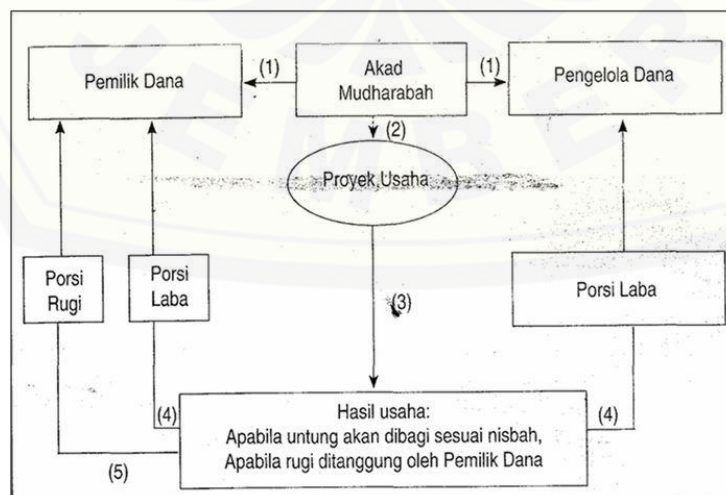 JEMBER
(1)
Akad
Mudharabah
(1)
Pemilik Dana
Pengelola Dana
(2)
Proyek Usaha
Porsi
Rugi
Porsi
Laba
(3)
Porsi Laba
(4)
Hasil usaha:
Apabila untung akan dibagi sesuai nisbah,
Apabila rugi ditanggung oleh Pemilik Dana
(4)
(5)